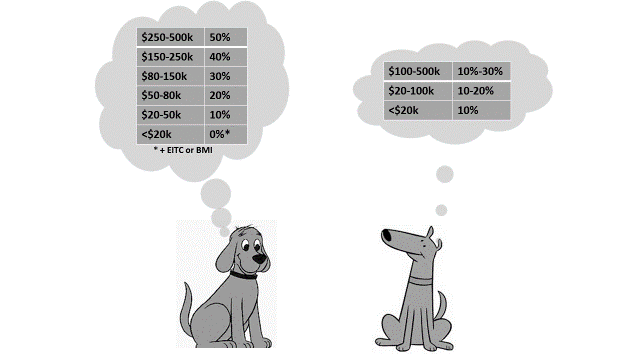 $250-500k 50%
$150-250k 40%
$80-150k 30%
$50-80k 20%
$20-50k 10%
<$20k 0%*
* + EITC or BMI
$100-500k 10%-30%
$20-100k 10-20%
<$20k 10%